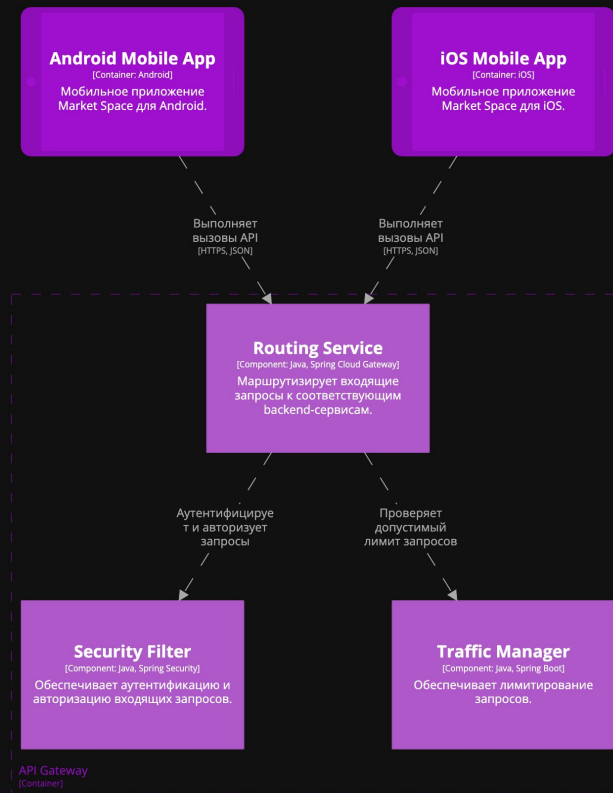 Android Mobile App
[Container: Android]
Мобильное приложение
Market Space для Android.
iOS Mobile App
[Container: iOS]
Мобильное приложение
Market Space для iOS.
Выполняет
вызовы API
[HTTPS, JSON]
Выполняет
вызовы API
[HTTPS, JSON]
Routing Service
[Component: Java, Spring Cloud Gateway]
Маршрутизирует входящие
запросы к соответствующим
backend-сервисам.
Аутентифицируе
т и авторизует
запросы
Проверяет
допустимый
лимит запросов
Security Filter
[Component: Java, Spring Security]
Обеспечивает аутентификацию и
авторизацию входящих запросов.
Traffic Manager
[Component: Java, Spring Boot]
Обеспечивает лимитирование
запросов.
API Gateway
[Container]